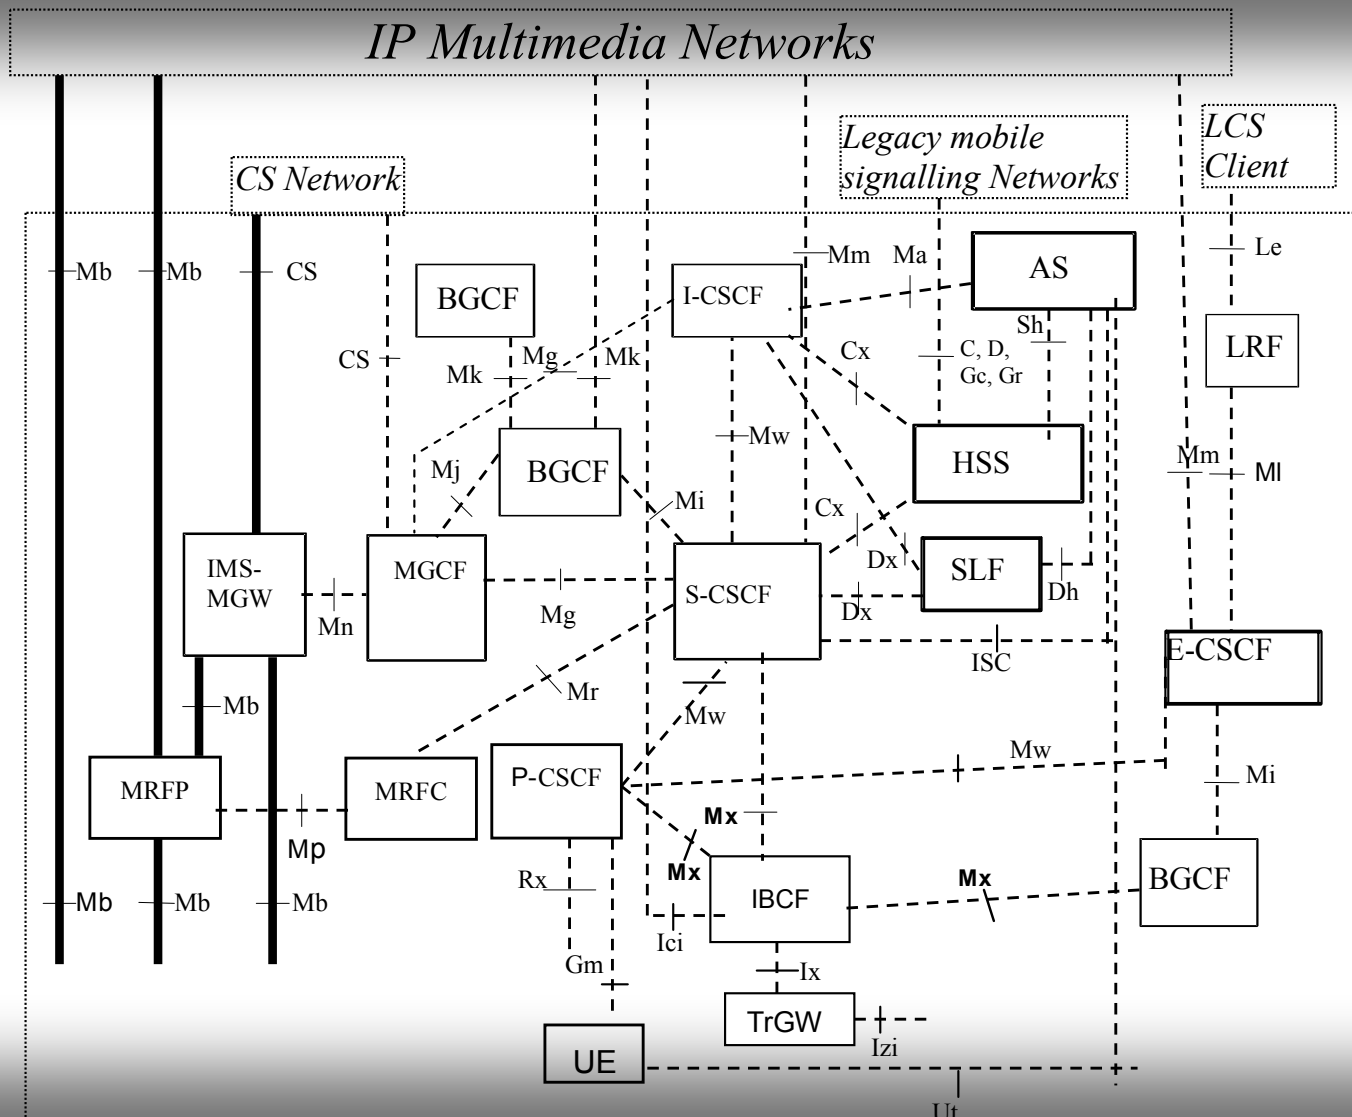 IP Multimedia Networks
Legacy mobile
signalling Networks
LCS
Client
CS Network
Mb
Mb
CS
Mm
Ma
AS
Le
BGCF
I-CSCF
Sh
CS
Mk
Mg
Mk
Cx
C, D,
Gc, Gr
LRF
Mw
Mj
BGCF
HSS
Mm
Ml
Mi
Cx
IMS-
MGW
MGCF
S-CSCF
Dx
SLF
Dh
Mn
Mg
Dx
ISC
E-CSCF
Mb
Mr
Mw
Mw
MRFP
MRFC
P-CSCF
Mi
Mp
Mx
Mx
Mx
BGCF
Mb
Mb
Mb
Rx
IBCF
Ici
Gm
Ix
TrGW
Izi
UE
Ut